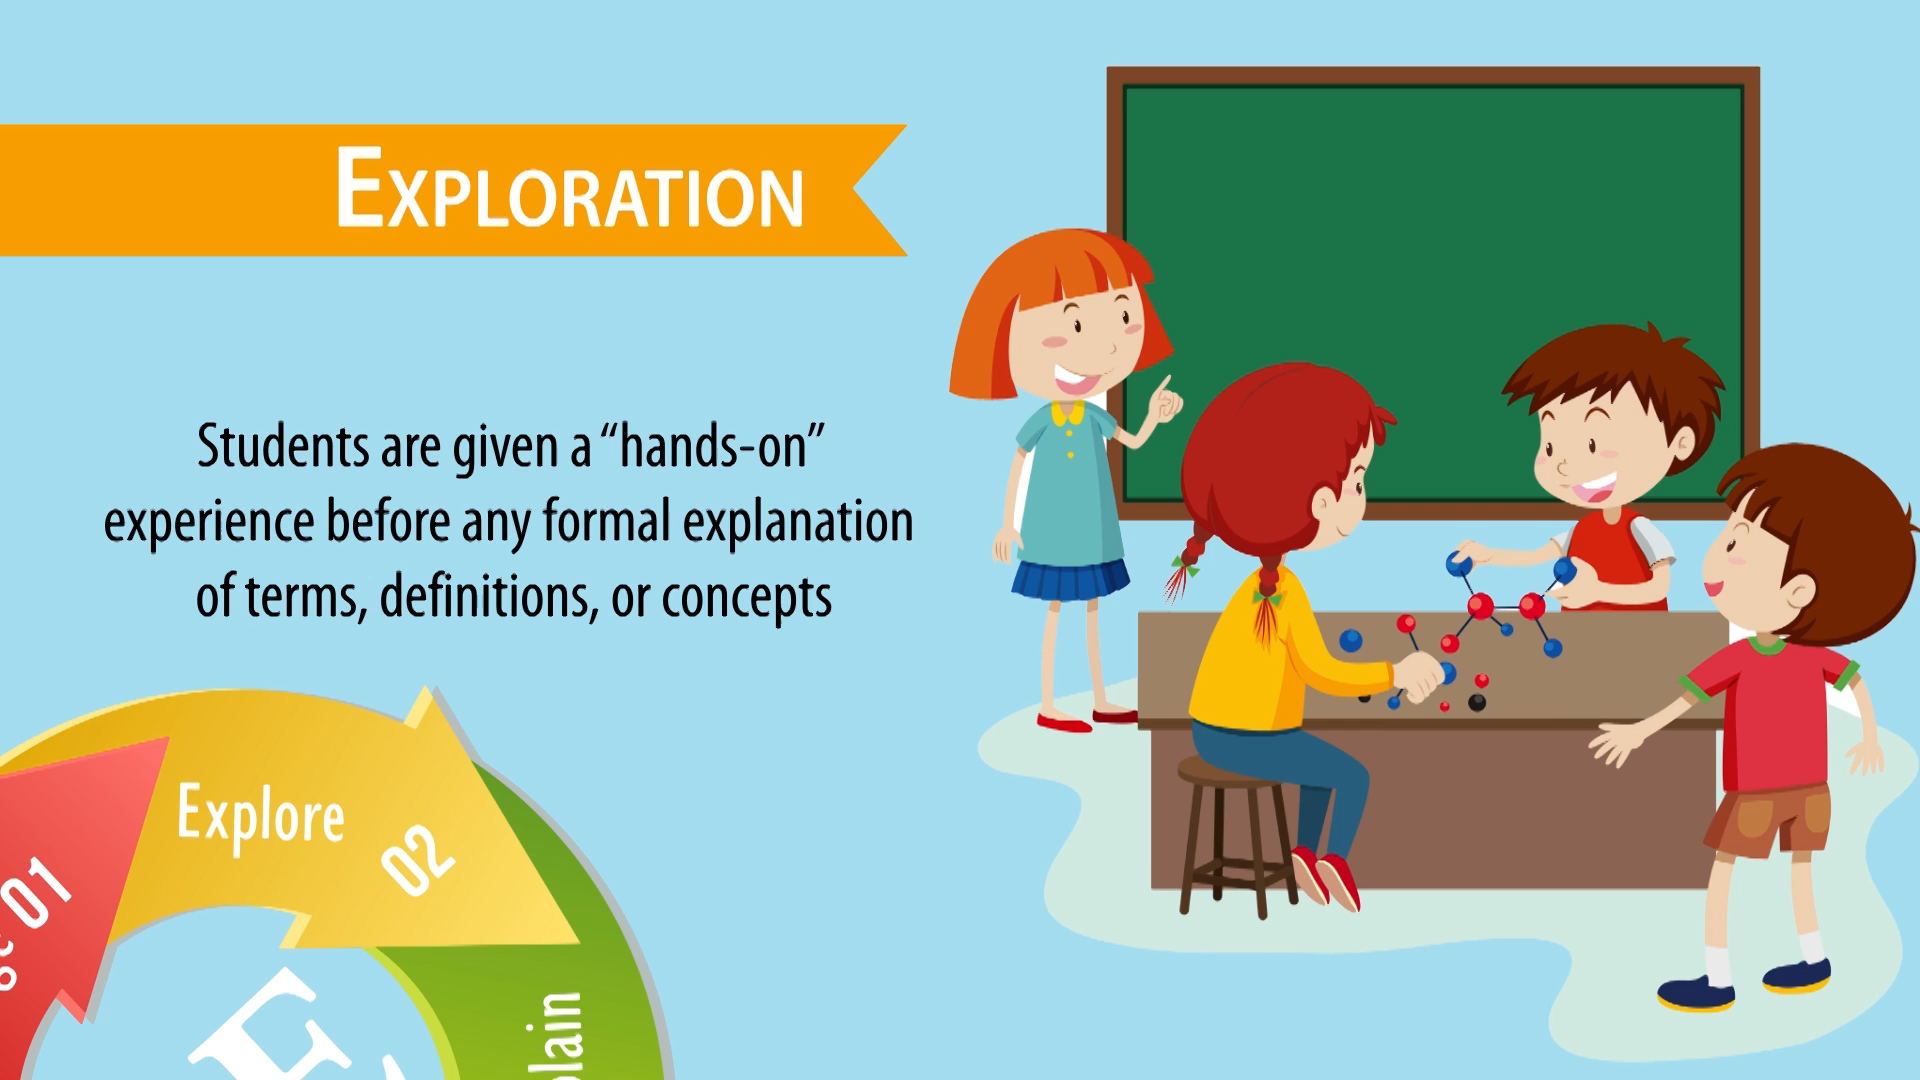 EXPLORATION
Students are given a “hands-on”
experience before any formal explanation
of terms, definitions, or concepts
Explore
02
01
E